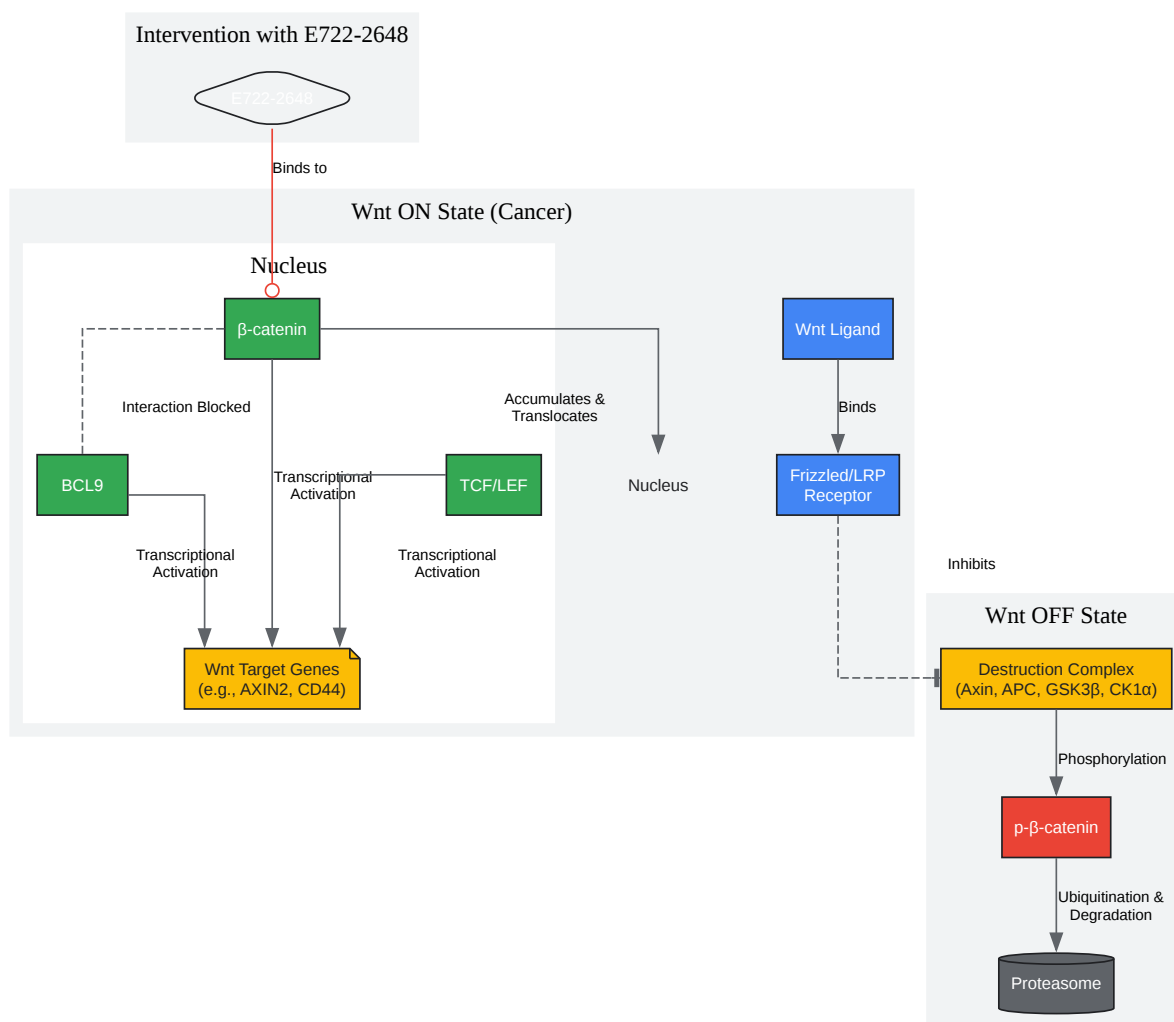 Intervention with E722-2648
E722-2648
Binds to
Wnt ON State (Cancer)
Nucleus
β-catenin
Wnt Ligand
Interaction Blocked
Accumulates &
Translocates
Binds
BCL9
Transcriptional
Activation
TCF/LEF
Nucleus
Frizzled/LRP
Receptor
Transcriptional
Activation
Transcriptional
Activation
Inhibits
Wnt OFF State
Wnt Target Genes
(e.g., AXIN2, CD44)
Destruction Complex
(Axin, APC, GSK3β, CK1α)
Phosphorylation
p-β-catenin
Ubiquitination &
Degradation
Proteasome